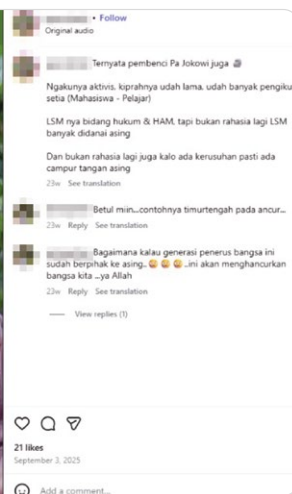 • Follow
Original audio
Ternyata pembenci Pa Jokowi juga
Ngakunya aktivis, kiprahnya udah lama, udah banyak pengiku
setia (Mahasiswa - Pelajar)
LSM nya bidang hukum & HAM, tapi bukan rahasia lagi LSM
banyak didanai asing
Dan bukan rahasia lagi juga kalo ada kerusuhan pasti ada
campur tangan asing
23w See translation
Betul miin...contohnya timurtengah pada ancur...
23w Reply See translation
Bagaimana kalau generasi penerus bangsa ini
sudah berpihak ke asing.. ..ini akan menghancurkan
bangsa kita ...ya Allah
23w Reply See translation
View replies (1)
21 likes
September 3, 2025
Add a comment...